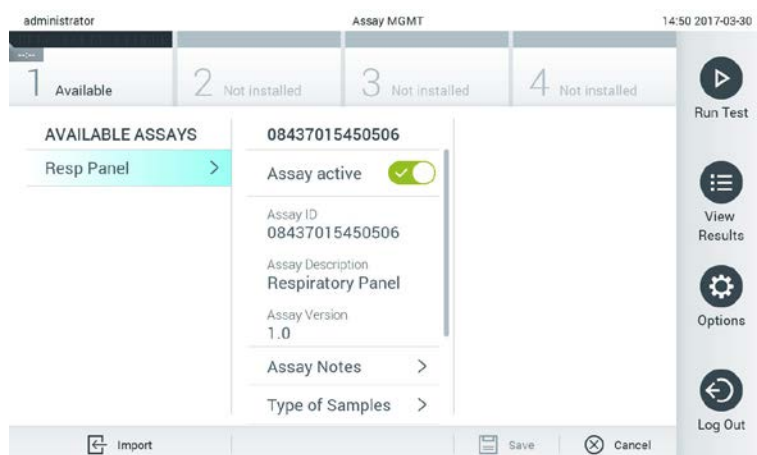 administrator Assay MGMT 14:50 2017-03-30
1 Available 2 Not installed 3 Not installed 4 Not installed
Run Test
AVAILABLE ASSAYS
Resp Panel
08437015450506
Assay active
Assay ID
08437015450506
Assay Description
Respiratory Panel
Assay Version
1.0
Assay Notes
Type of Samples
View
Results
Options
Log Out
Import Save Cancel